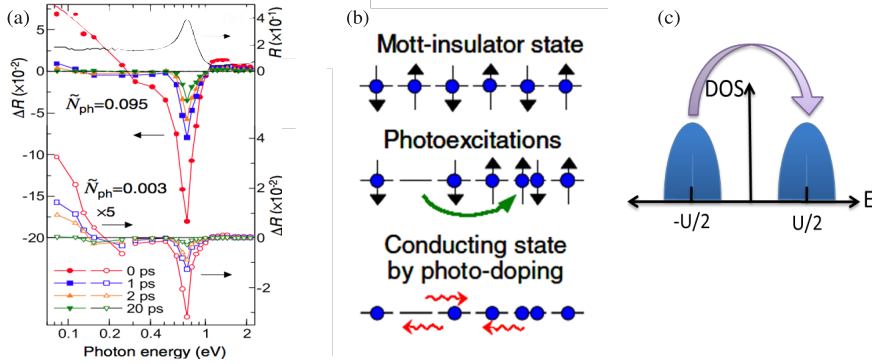 (a)
5
0
-5
-10
-15
-20
ΔR (×10⁻²)
4
2
0
R (×10⁻¹)
Ñph=0.095
4
2
0
-2
ΔR (×10⁻²)
Ñph=0.003
×5
0 ps
1 ps
2 ps
20 ps
0.1 0.2 0.4 0.6 1 2
Photon energy (eV)
(b)
Mott-insulator state
Photoexcitations
Conducting state
by photo-doping
(c)
DOS
E
-U/2
U/2